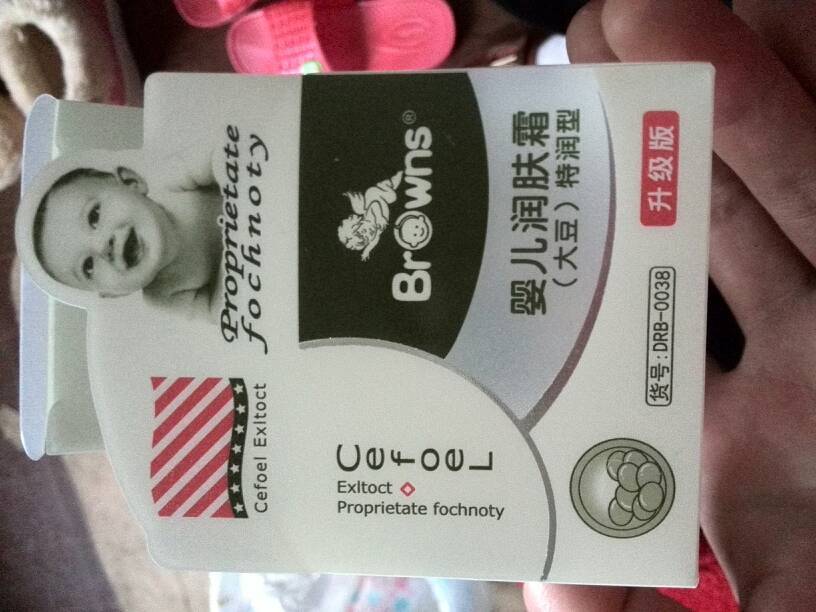 Proprietate
fochnoty
Browns®
婴儿润肤霜
（大豆）特润型
升级版
货号:DRB-0038
Cefoel Exltoct
CefoeL
Exltoct
Proprietate fochnoty